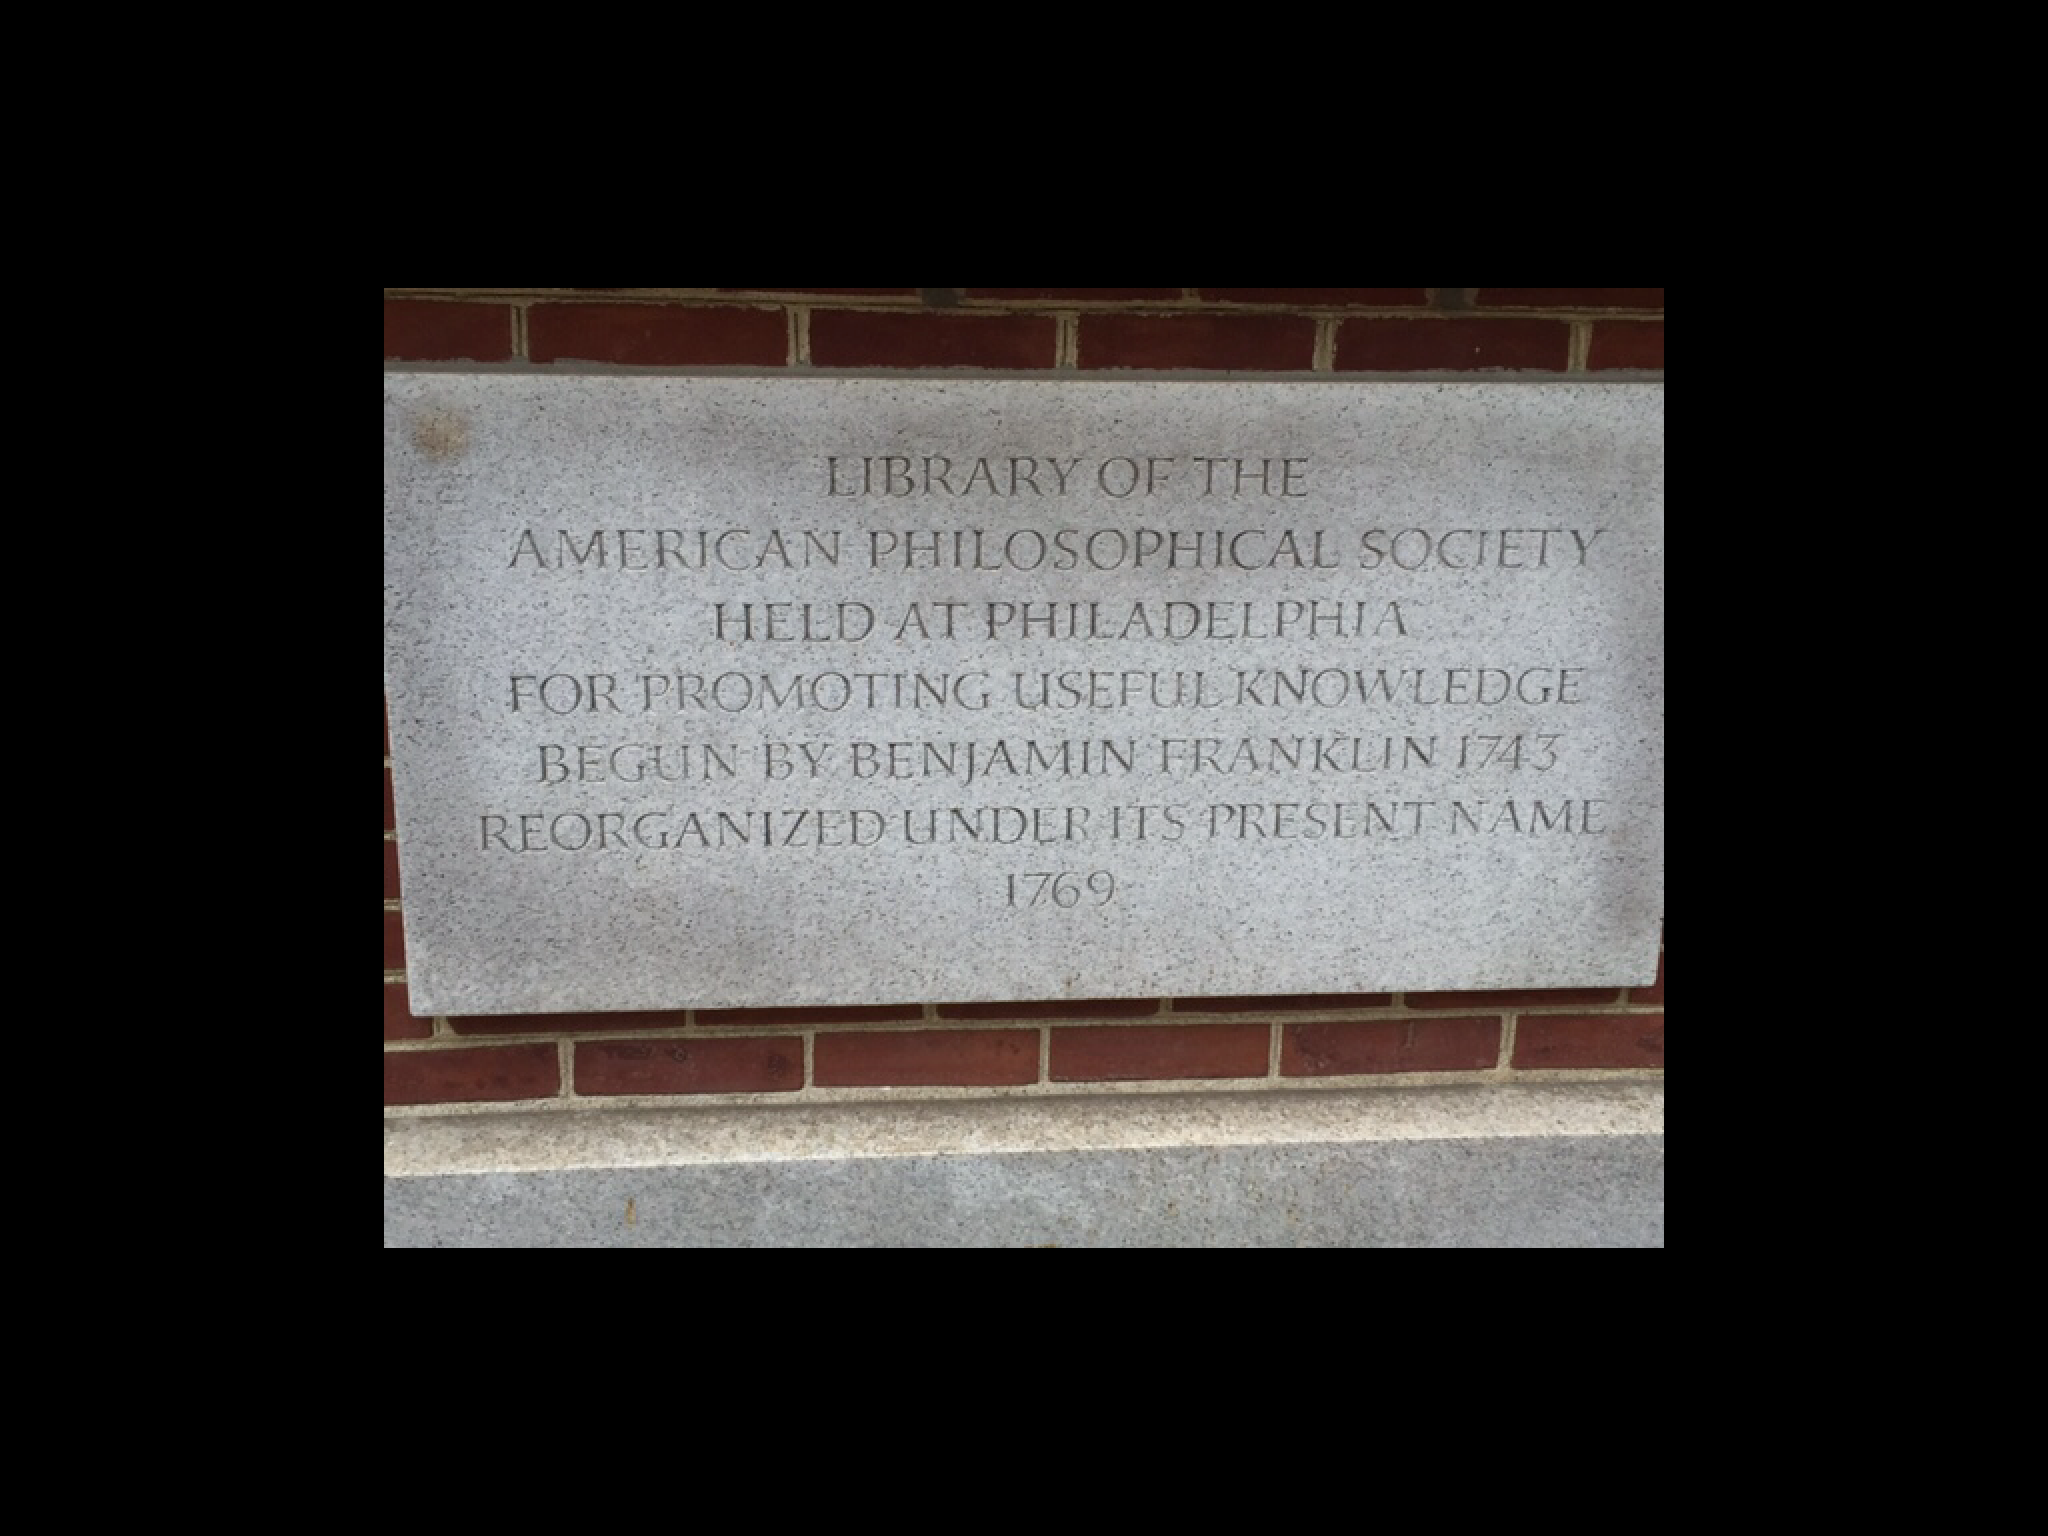 LIBRARY OF THE
AMERICAN PHILOSOPHICAL SOCIETY
HELD AT PHILADELPHIA
FOR PROMOTING USEFUL KNOWLEDGE
BEGUN BY BENJAMIN FRANKLIN 1743
REORGANIZED UNDER ITS PRESENT NAME
1769